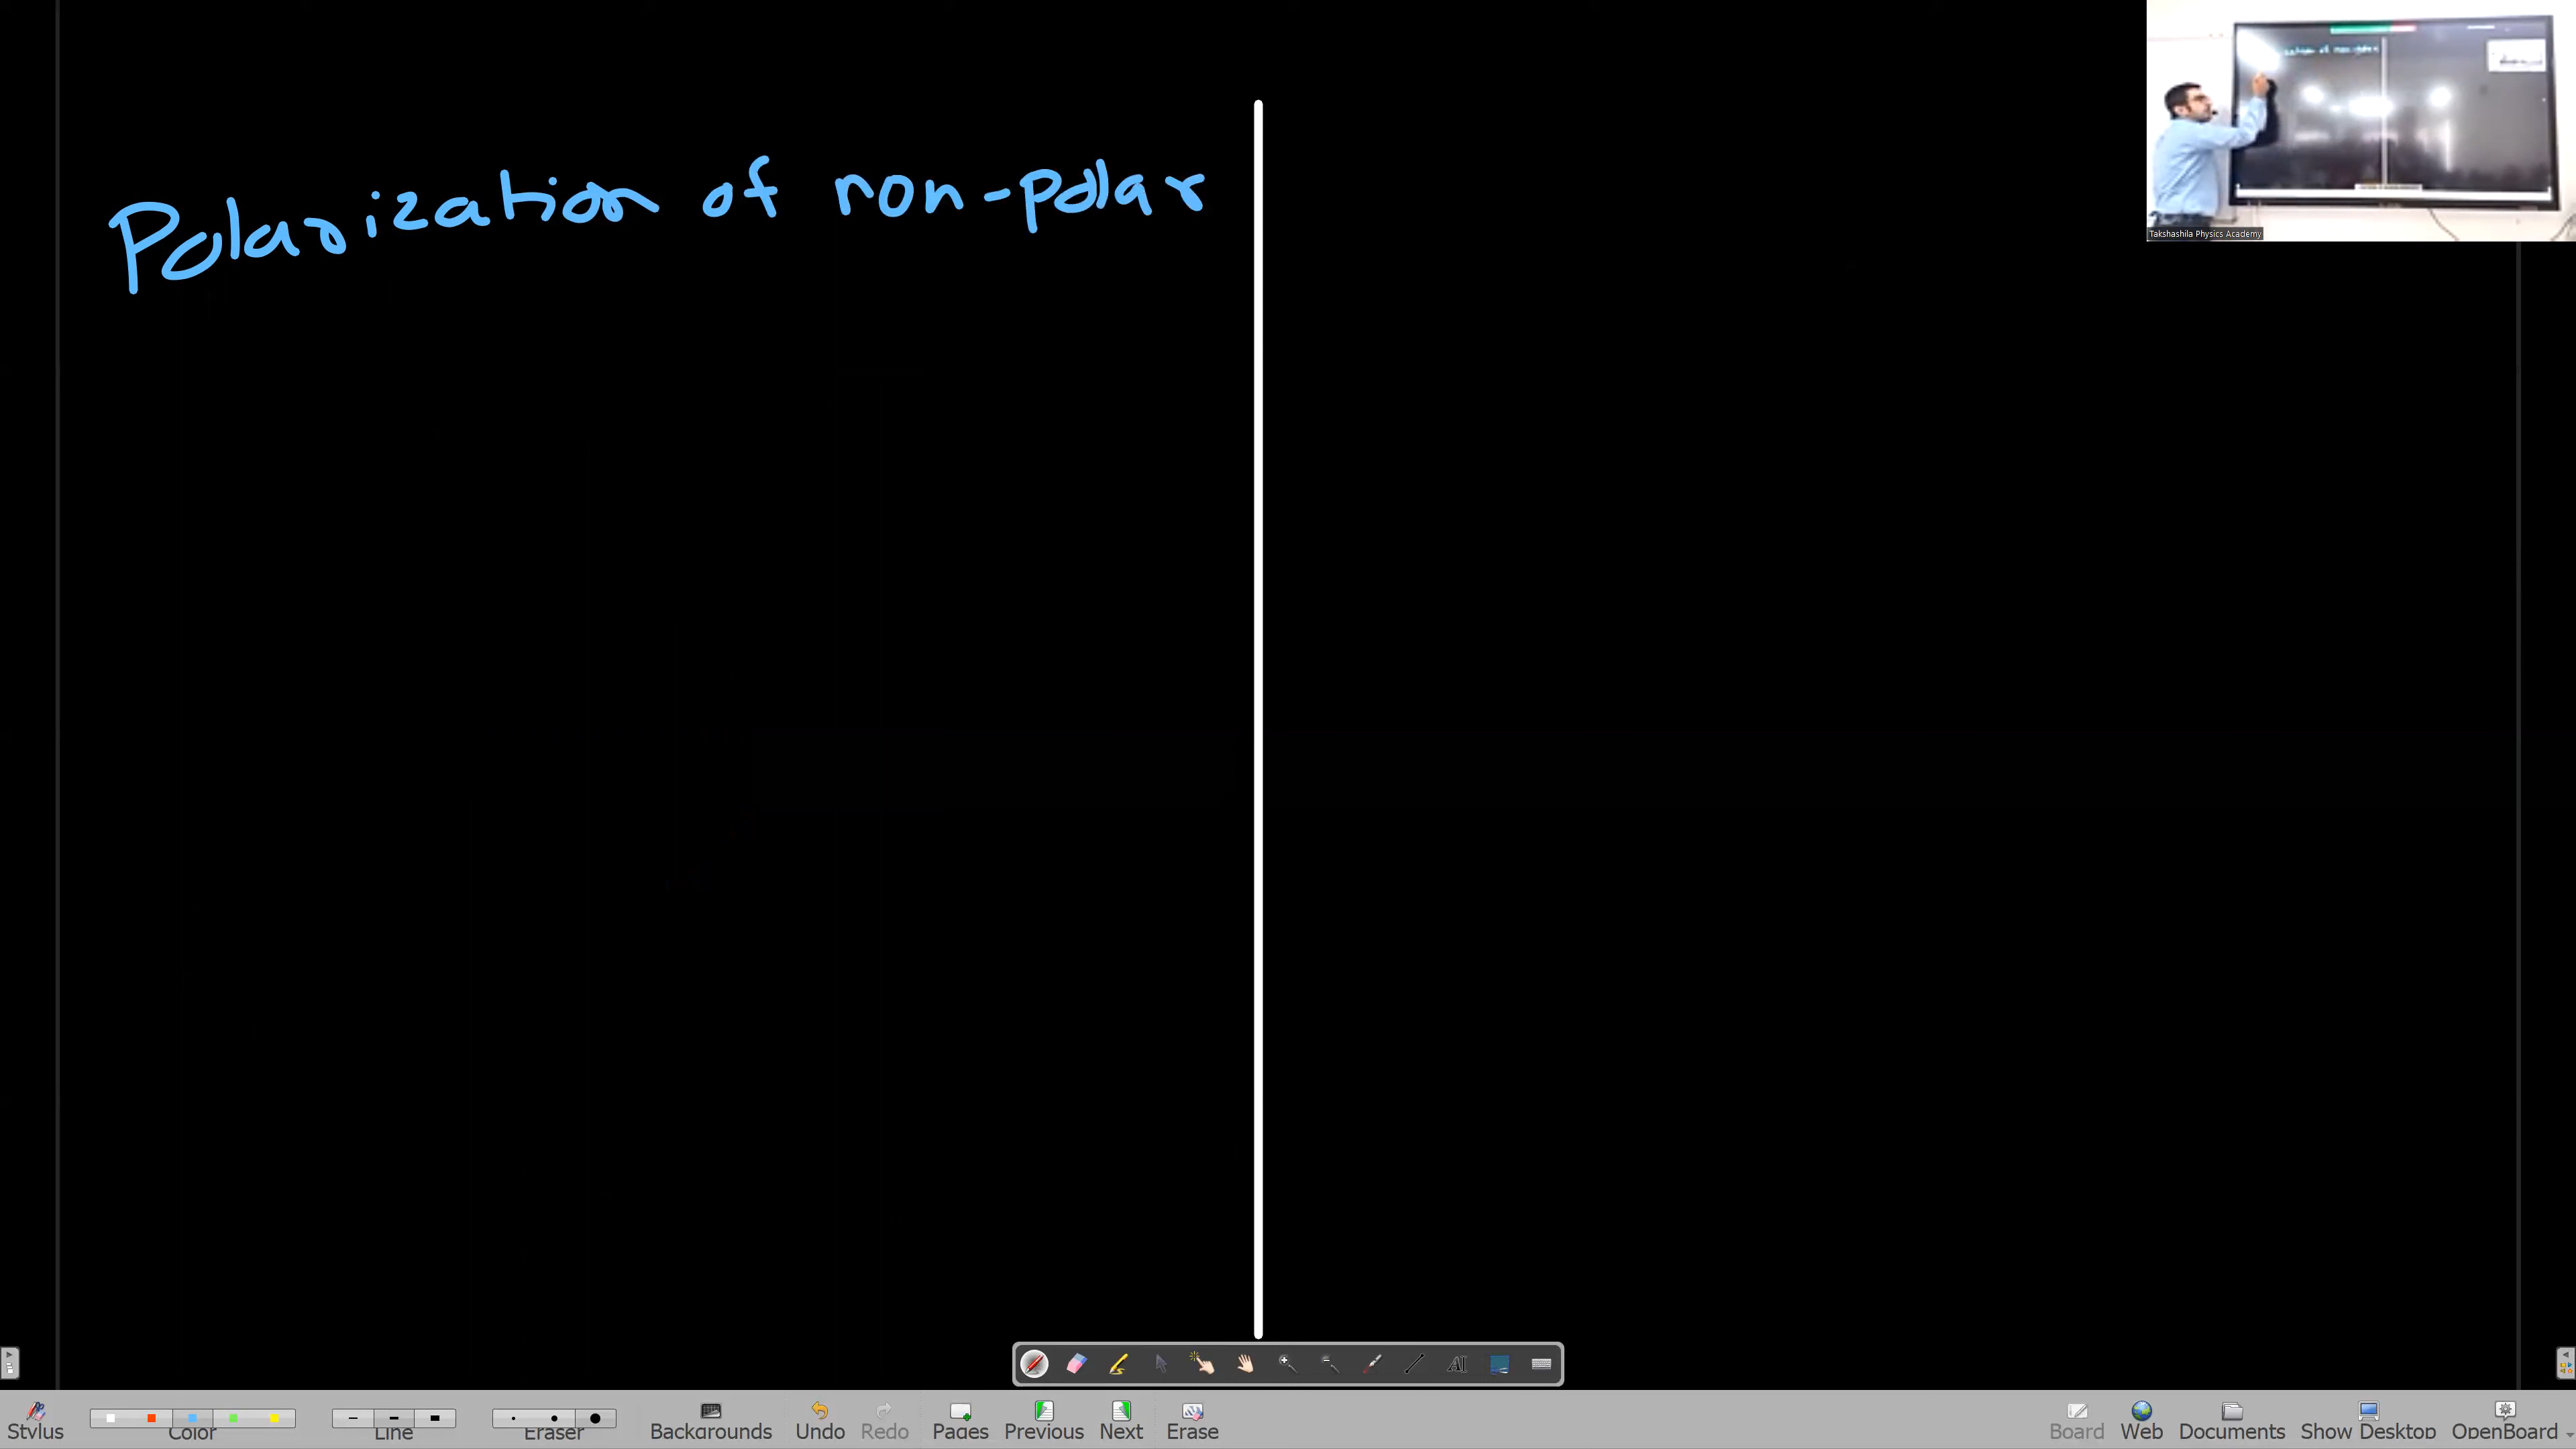 Polarization of non-polar
Takshashila Physics Academy
Stylus
Color
Line
Eraser
Backgrounds
Undo
Redo
Pages
Previous
Next
Erase
Board
Web
Documents
Show Desktop
OpenBoard